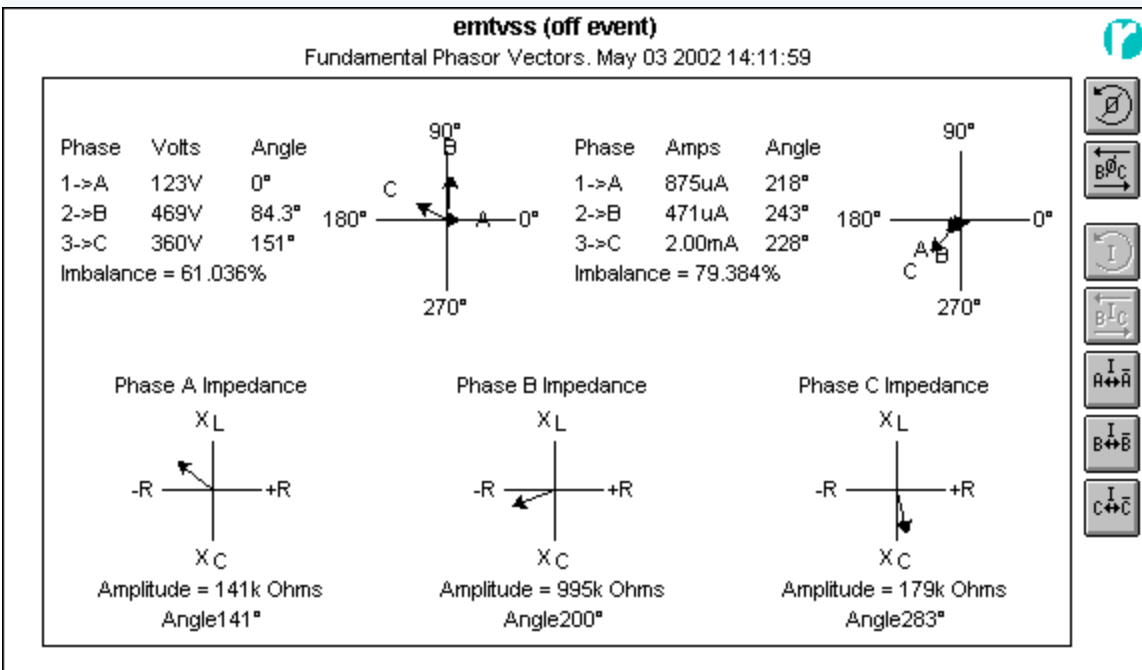 emtvss (off event)
Fundamental Phasor Vectors. May 03 2002 14:11:59
Phase Volts Angle
1->A 123V 0°
2->B 469V 84.3°
3->C 360V 151°
Imbalance = 61.036%
90°
B
C
180° A 0°
270°
Phase Amps Angle
1->A 875uA 218°
2->B 471uA 243°
3->C 2.00mA 228°
Imbalance = 79.384%
90°
180° 0°
A B
C
270°
Phase A Impedance
XL
-R +R
XC
Amplitude = 141k Ohms
Angle141°
Phase B Impedance
XL
-R +R
XC
Amplitude = 995k Ohms
Angle200°
Phase C Impedance
XL
-R +R
XC
Amplitude = 179k Ohms
Angle283°
r
Ø
BØC
I
BIC
A I Ā
B I B̄
C I C̄